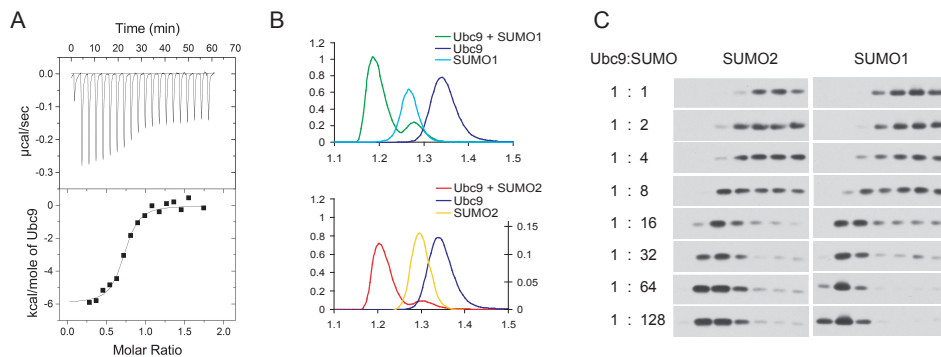 A
Time (min)
0 10 20 30 40 50 60 70
0.0
-0.1
-0.2
-0.3
µcal/sec
0
-2
-4
-6
kcal/mole of Ubc9
0.0 0.5 1.0 1.5 2.0
Molar Ratio
B
Ubc9 + SUMO1
Ubc9
SUMO1
1.2
1
0.8
0.6
0.4
0.2
0
1.1 1.2 1.3 1.4 1.5
Ubc9 + SUMO2
Ubc9
SUMO2
1.2
1
0.8
0.6
0.4
0.2
0
0.15
0.1
0.05
0
1.1 1.2 1.3 1.4 1.5
C
Ubc9:SUMO SUMO2 SUMO1
1 : 1
1 : 2
1 : 4
1 : 8
1 : 16
1 : 32
1 : 64
1 : 128